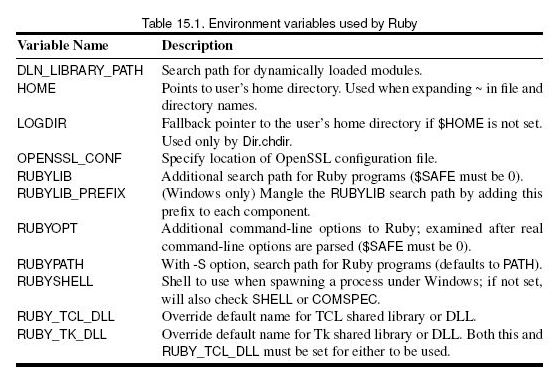 Table 15.1. Environment variables used by Ruby
Variable Name Description
DLN_LIBRARY_PATH Search path for dynamically loaded modules.
HOME Points to user’s home directory. Used when expanding ~ in file and
directory names.
LOGDIR Fallback pointer to the user’s home directory if $HOME is not set.
Used only by Dir.chdir.
OPENSSL_CONF Specify location of OpenSSL configuration file.
RUBYLIB Additional search path for Ruby programs ($SAFE must be 0).
RUBYLIB_PREFIX (Windows only) Mangle the RUBYLIB search path by adding this
prefix to each component.
RUBYOPT Additional command-line options to Ruby; examined after real
command-line options are parsed ($SAFE must be 0).
RUBYPATH With -S option, search path for Ruby programs (defaults to PATH).
RUBYSHELL Shell to use when spawning a process under Windows; if not set,
will also check SHELL or COMSPEC.
RUBY_TCL_DLL Override default name for TCL shared library or DLL.
RUBY_TK_DLL Override default name for Tk shared library or DLL. Both this and
RUBY_TCL_DLL must be set for either to be used.